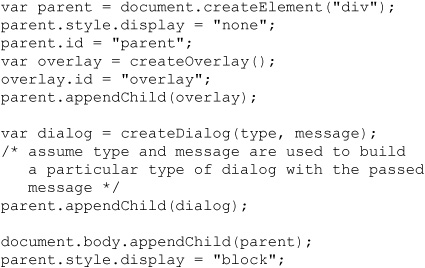 var parent = document.createElement("div");
parent.style.display = "none";
parent.id = "parent";
var overlay = createOverlay();
overlay.id = "overlay";
parent.appendChild(overlay);

var dialog = createDialog(type, message);
/* assume type and message are used to build
   a particular type of dialog with the passed
   message */
parent.appendChild(dialog);

document.body.appendChild(parent);
parent.style.display = "block";